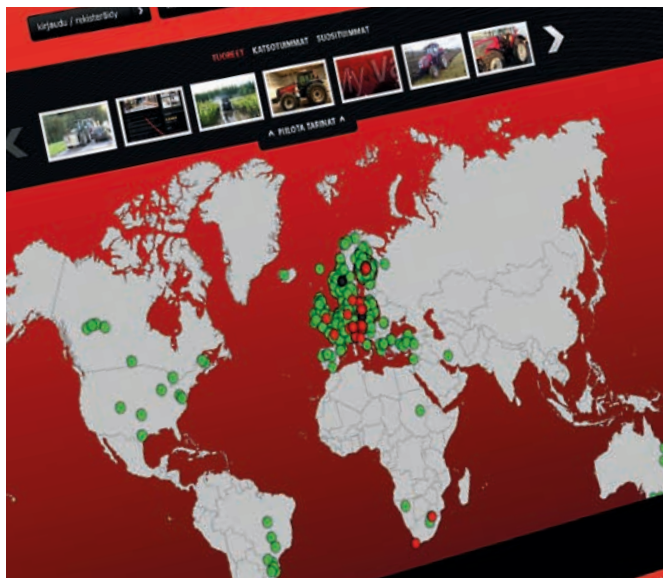 kirjaudu / rekisteröidy
TUOREET KATSOTUIMMAT SUOSITUIMMAT
PIILOTA TARINAT